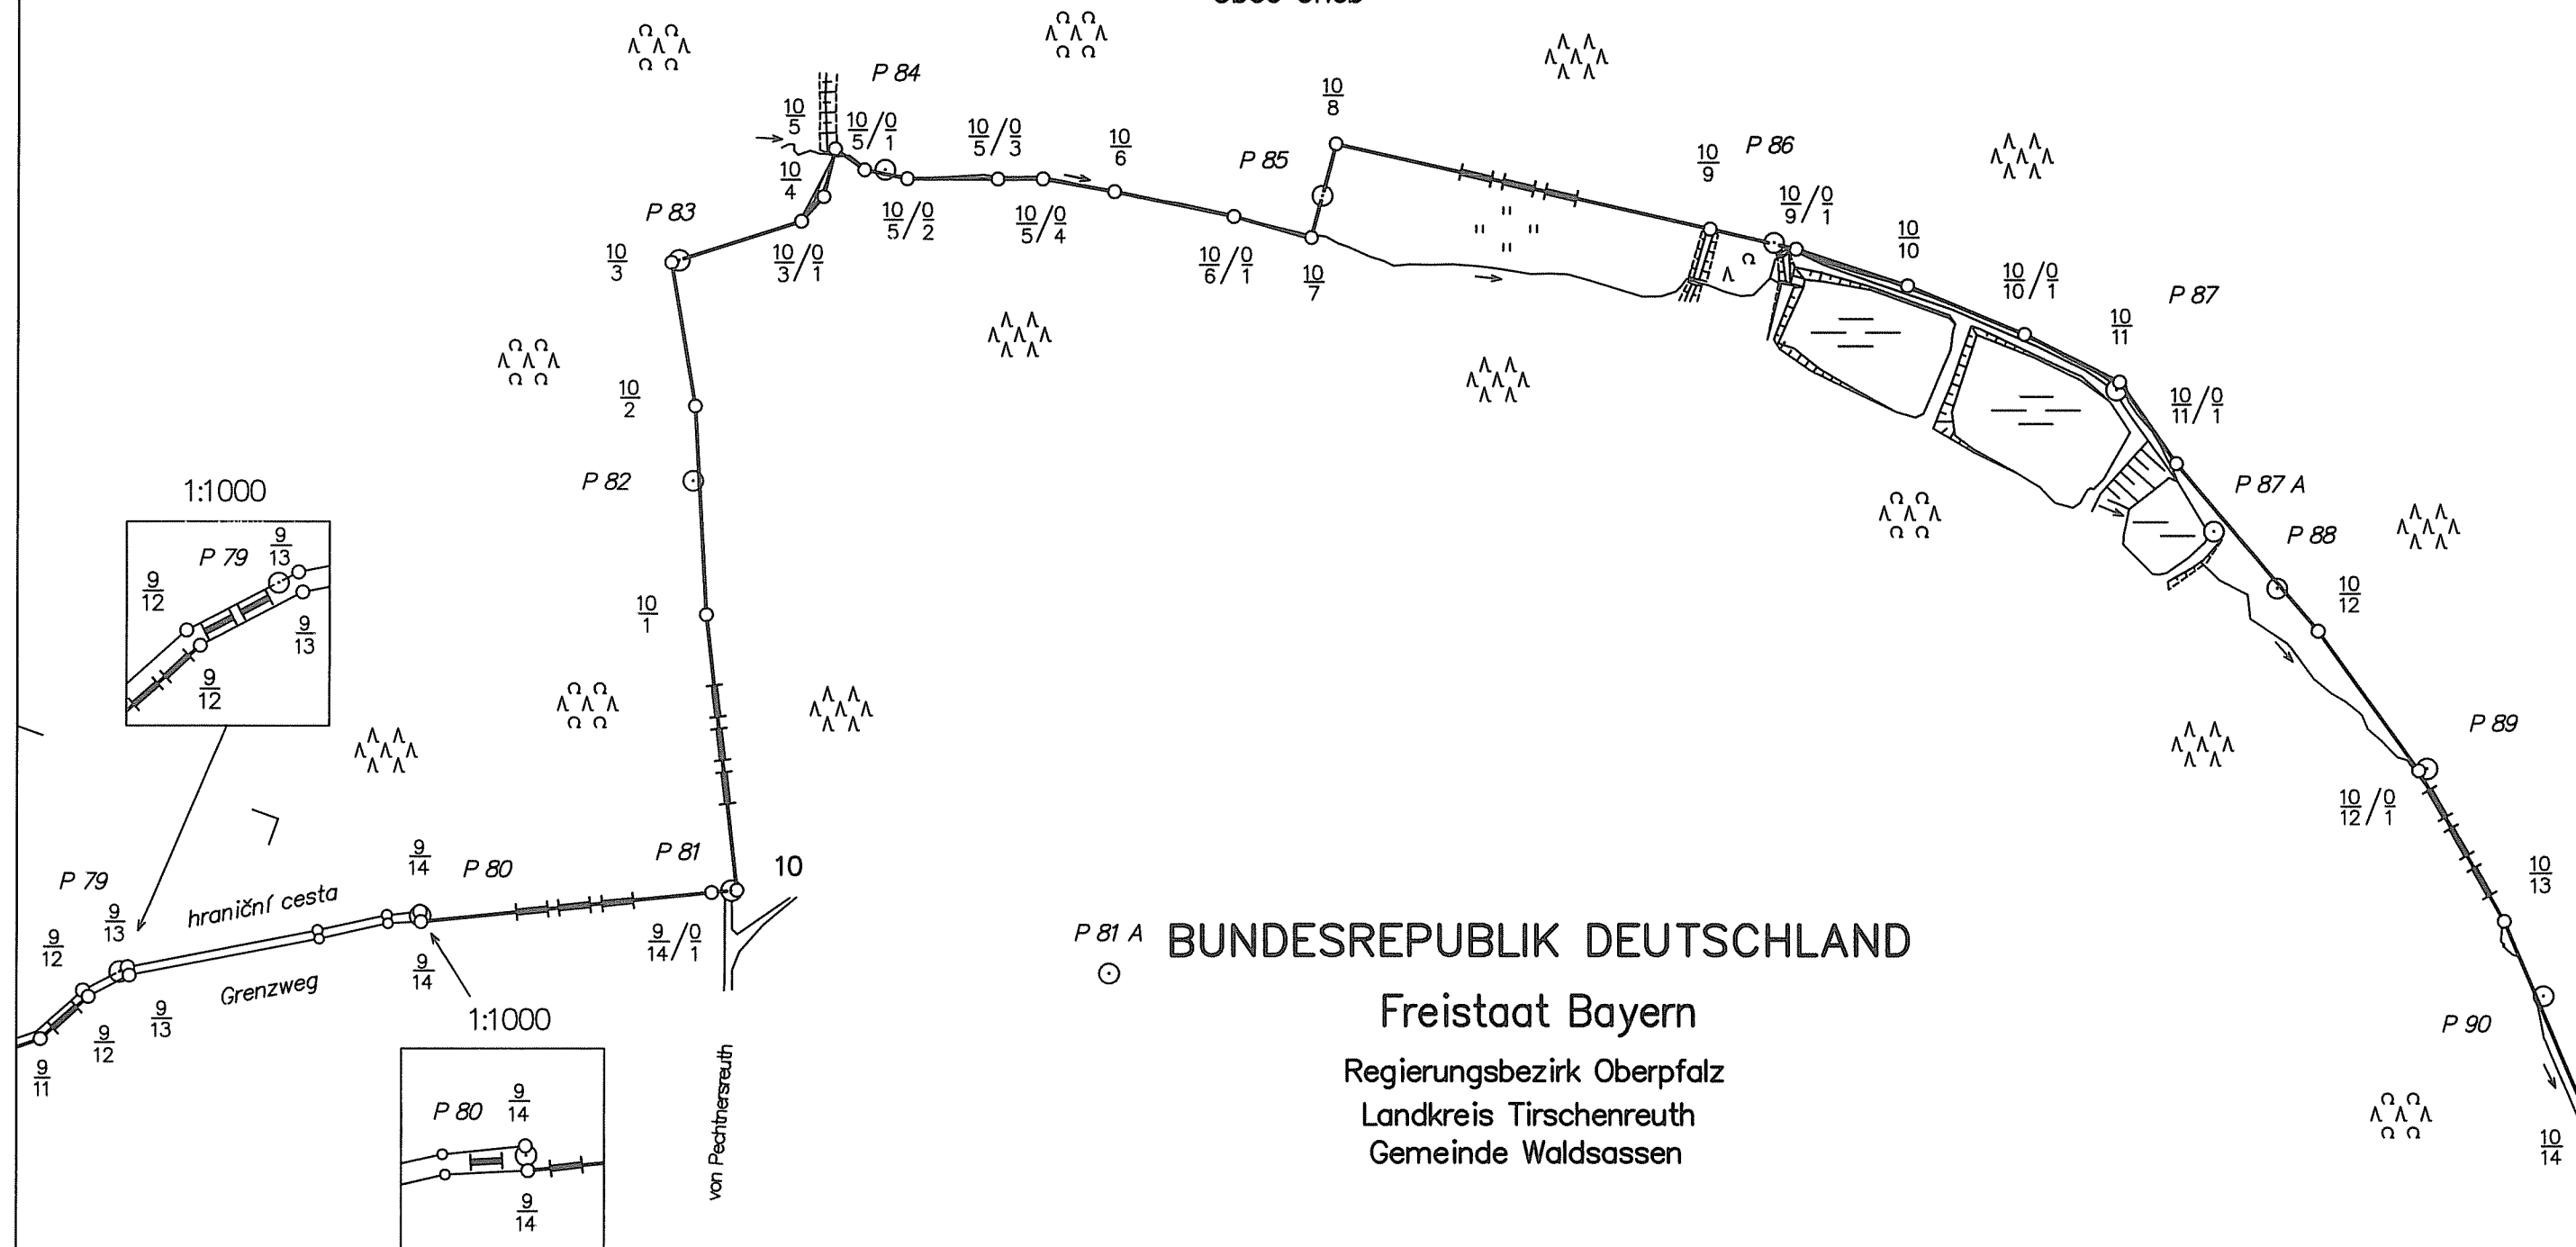 P 84
10/8
10/5
10/5/0/1
10/5/0/3
10/6
P 85
10/9
P 86
10/4
10/9/0/1
P 83
10/5/0/2
10/5/0/4
10/10
10/3
10/3/0/1
10/6/0/1
10/7
10/10/0/1
P 87
10/11
10/2
10/11/0/1
P 82
P 87 A
1:1000
P 79
9/13
9/12
9/13
9/12
P 88
10/12
10/1
P 89
10/12/0/1
9/14
P 80
P 81
10
10/13
P 79
hraniční cesta
9/13
9/12
9/14/0/1
P 81 A
BUNDESREPUBLIK DEUTSCHLAND
9/14
Grenzweg
9/13
9/12
9/11
1:1000
P 80
9/14
9/14
von Pechtnersreuth
Freistaat Bayern
P 90
Regierungsbezirk Oberpfalz
Landkreis Tirschenreuth
Gemeinde Waldsassen
10/14